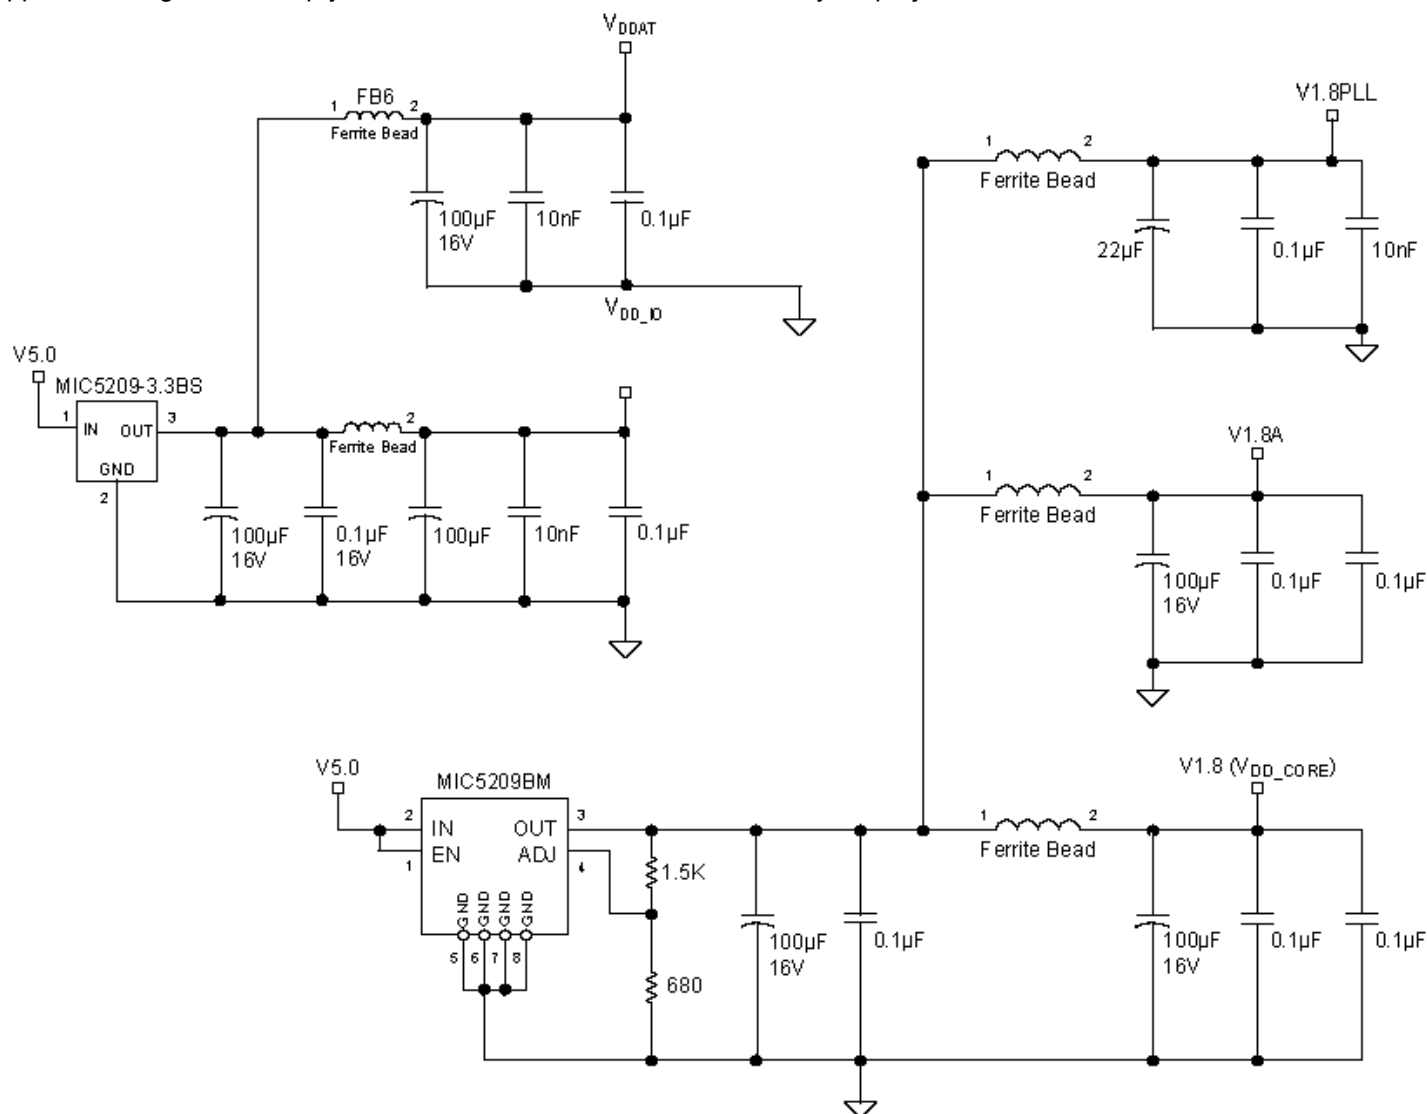 V_DDAT
FB6
1 2
Ferrite Bead
100µF
16V
10nF
0.1µF
V_DD_IO
V5.0
MIC5209-3.3BS
1 IN OUT 3
GND
2
2
Ferrite Bead
100µF
16V
0.1µF
16V
100µF
10nF
0.1µF
V1.8PLL
1 2
Ferrite Bead
22µF
0.1µF
10nF
V1.8A
1 2
Ferrite Bead
100µF
16V
0.1µF
0.1µF
V5.0
MIC5209BM
2 IN OUT 3
1 EN ADJ 4
GND GND GND GND
5 6 7 8
1.5K
680
100µF
16V
0.1µF
V1.8 (V_DD_CORE)
1 2
Ferrite Bead
100µF
16V
0.1µF
0.1µF